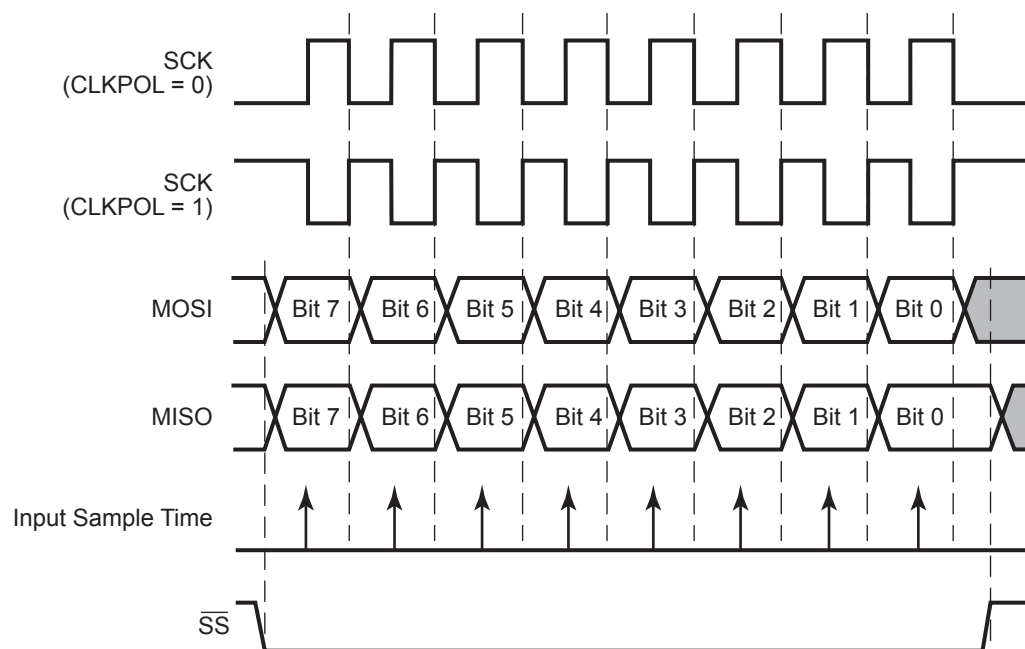 SCK
(CLKPOL = 0)
SCK
(CLKPOL = 1)
MOSI Bit 7 Bit 6 Bit 5 Bit 4 Bit 3 Bit 2 Bit 1 Bit 0
MISO Bit 7 Bit 6 Bit 5 Bit 4 Bit 3 Bit 2 Bit 1 Bit 0
Input Sample Time
S̅S̅